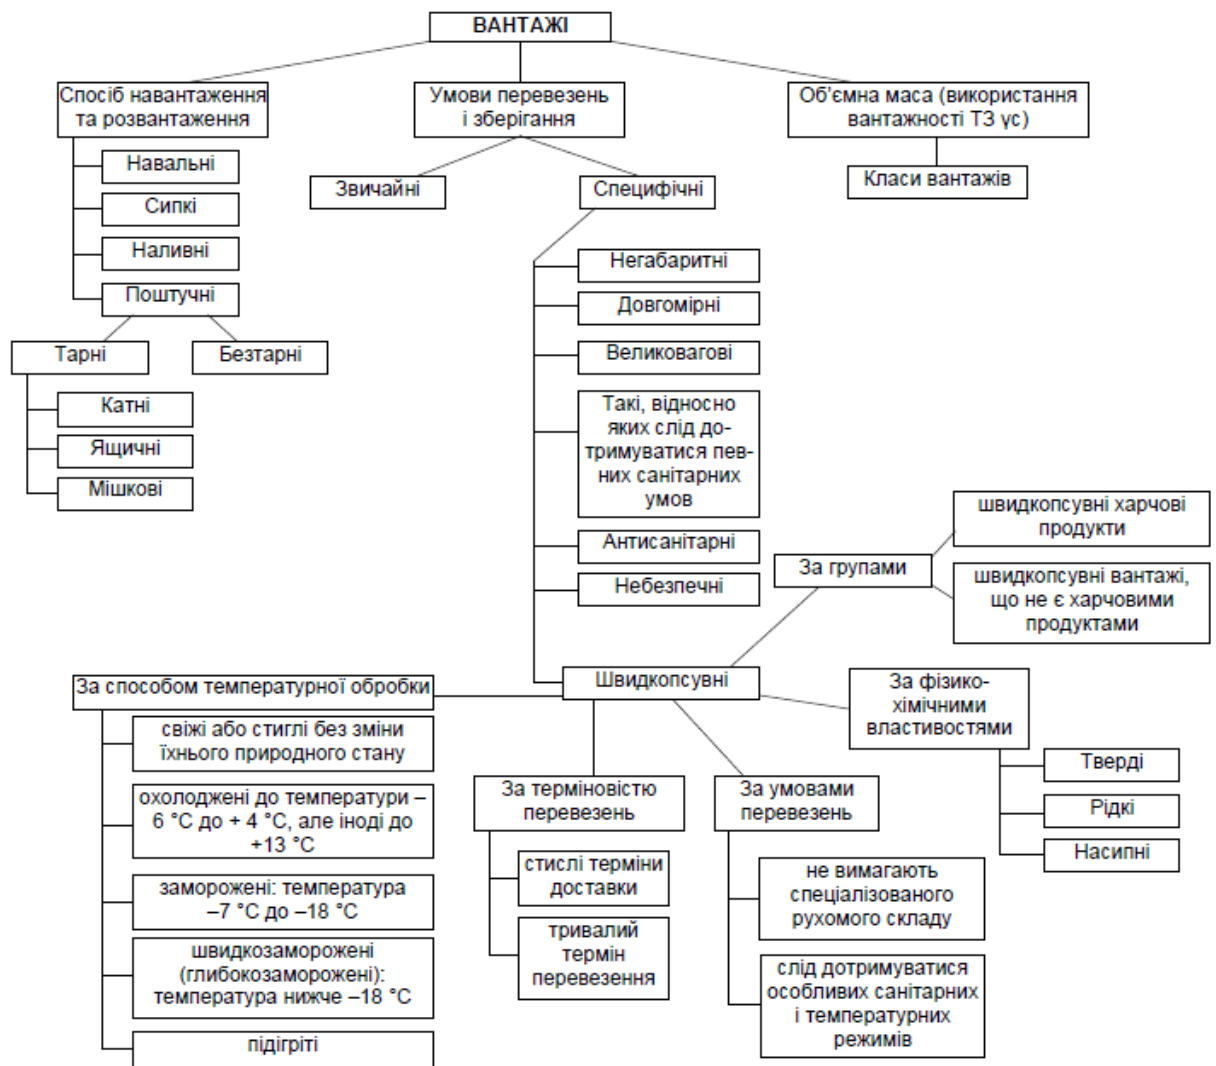 ВАНТАЖІ
Спосіб навантаження
та розвантаження
Умови перевезень
і зберігання
Об'ємна маса (використання
вантажності ТЗ γс)
Навальні
Сипкі
Наливні
Поштучні
Тарні
Безтарні
Катні
Ящичні
Мішкові
Звичайні
Специфічні
Класи вантажів
Негабаритні
Довгомірні
Великовагові
Такі, відносно
яких слід до-
тримуватися пев-
них санітарних
умов
Антисанітарні
Небезпечні
Швидкопсувні
За групами
швидкопсувні харчові
продукти
швидкопсувні вантажі,
що не є харчовими
продуктами
За способом температурної обробки
свіжі або стиглі без зміни
їхнього природного стану
охолоджені до температури –
6 °C до + 4 °C, але іноді до
+13 °C
заморожені: температура
–7 °C до –18 °C
швидкозаморожені
(глибокозаморожені):
температура нижче –18 °C
підігріті
За терміновістю
перевезень
стислі терміни
доставки
тривалий
термін
перевезення
За умовами
перевезень
не вимагають
спеціалізованого
рухомого складу
слід дотримуватися
особливих санітарних
і температурних
режимів
За фізико-
хімічними
властивостями
Тверді
Рідкі
Насипні